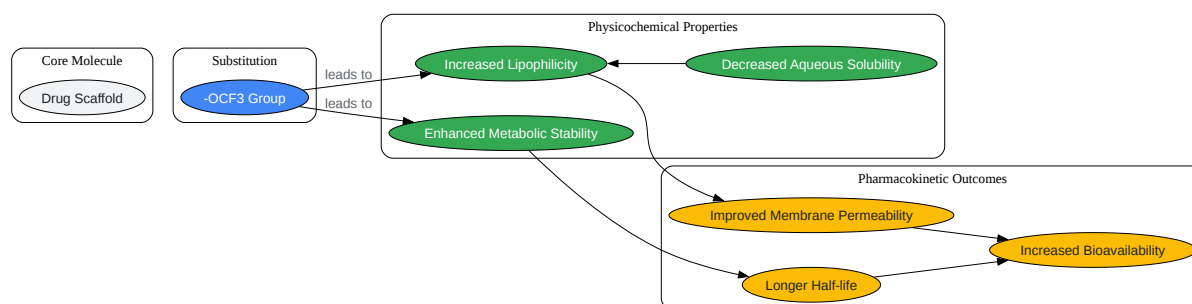 Core Molecule
Drug Scaffold
Substitution
-OCF3 Group
leads to
leads to
Physicochemical Properties
Increased Lipophilicity
Decreased Aqueous Solubility
Enhanced Metabolic Stability
Pharmacokinetic Outcomes
Improved Membrane Permeability
Increased Bioavailability
Longer Half-life